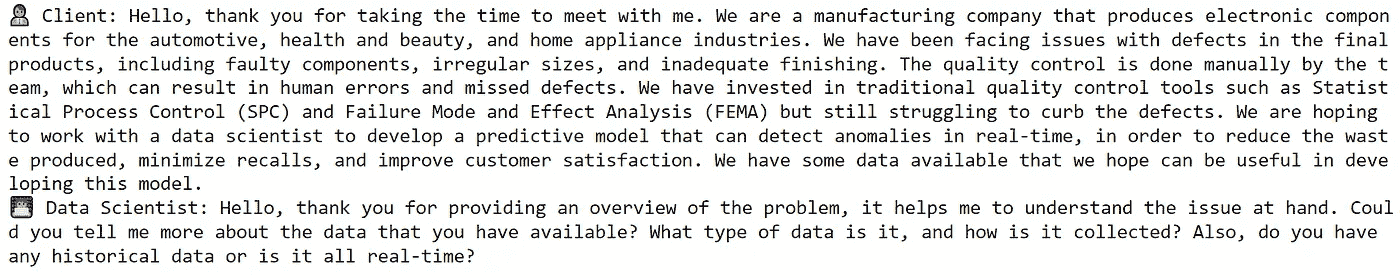 Client: Hello, thank you for taking the time to meet with me. We are a manufacturing company that produces electronic compon
ents for the automotive, health and beauty, and home appliance industries. We have been facing issues with defects in the final
products, including faulty components, irregular sizes, and inadequate finishing. The quality control is done manually by the t
eam, which can result in human errors and missed defects. We have invested in traditional quality control tools such as Statist
ical Process Control (SPC) and Failure Mode and Effect Analysis (FEMA) but still struggling to curb the defects. We are hoping
to work with a data scientist to develop a predictive model that can detect anomalies in real-time, in order to reduce the wast
e produced, minimize recalls, and improve customer satisfaction. We have some data available that we hope can be useful in deve
loping this model.
Data Scientist: Hello, thank you for providing an overview of the problem, it helps me to understand the issue at hand. Coul
d you tell me more about the data that you have available? What type of data is it, and how is it collected? Also, do you have
any historical data or is it all real-time?